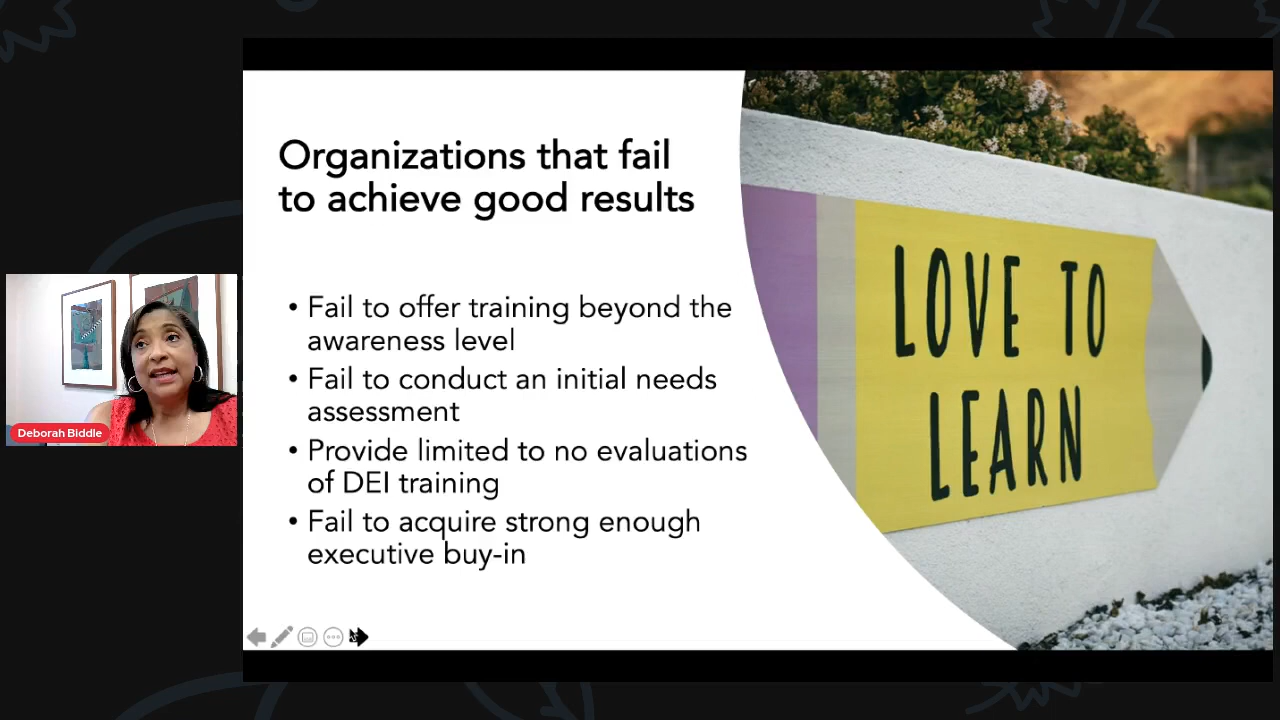 Organizations that fail
to achieve good results
• Fail to offer training beyond the
awareness level
• Fail to conduct an initial needs
assessment
• Provide limited to no evaluations
of DEI training
• Fail to acquire strong enough
executive buy-in
LOVE TO
LEARN
Deborah Biddle